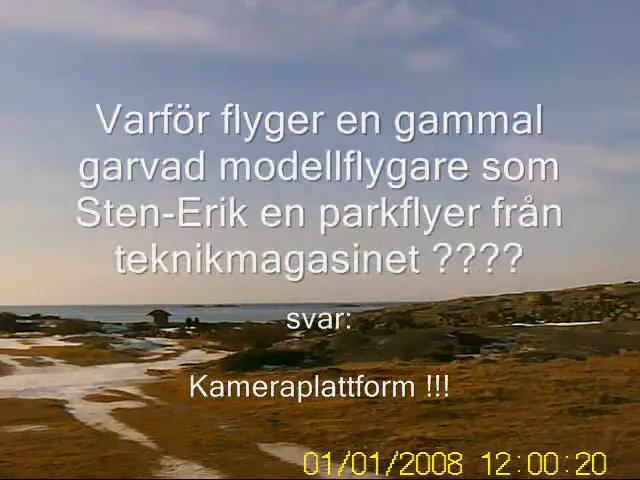 Varför flyger en gammal
garvad modellflygare som
Sten-Erik en parkflyer från
teknikmagasinet ????
svar:
Kameraplattform !!!
01/01/2008 12:00:20